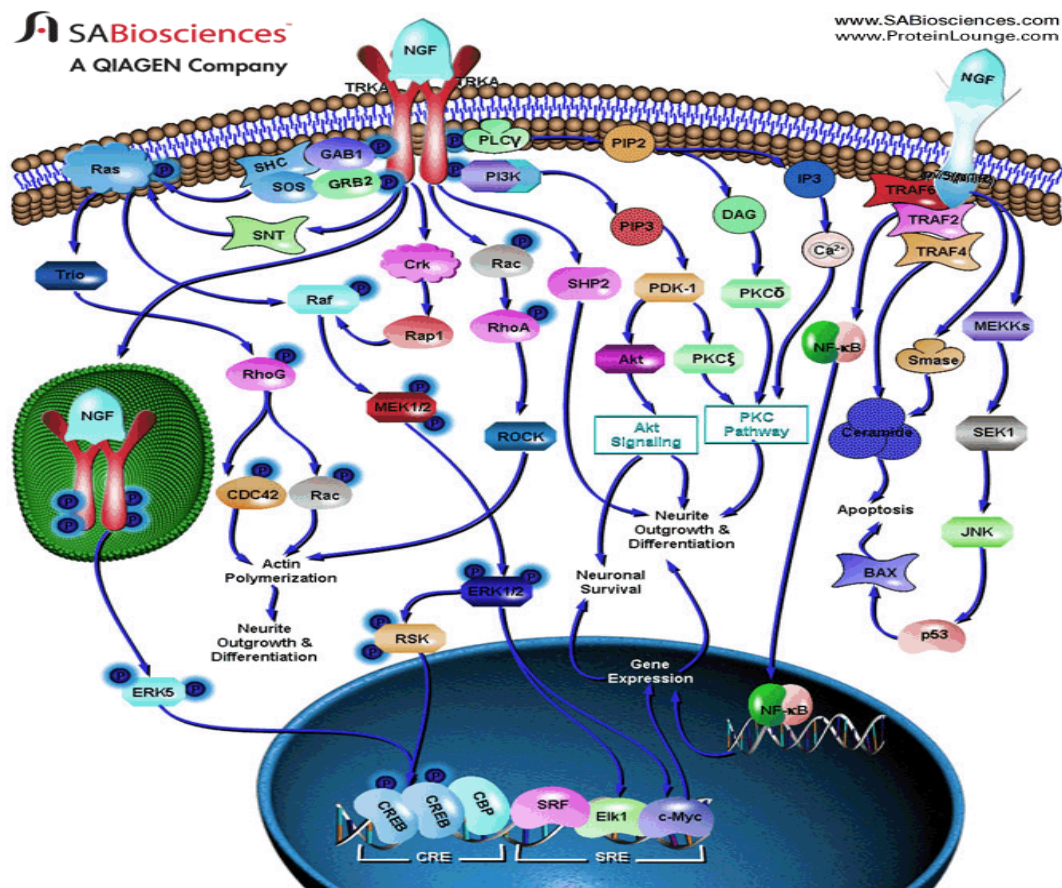 SABiosciences™
A QIAGEN Company
www.SABiosciences.com
www.ProteinLounge.com
NGF
TRKA
TRKA
NGF
Ras
P
SHC
GAB1
P
SOS
GRB2
P
P
PLCγ
P
PI3K
PIP2
IP3
TRAF6
TRAF2
TRAF4
SNT
PIP3
DAG
Ca²⁺
Trio
Crk
Rac
P
Raf
P
SHP2
PDK-1
PKCδ
Rap1
RhoA
P
NF-κB
MEKKs
Smase
RhoG
P
Akt
PKCξ
NGF
MEK1/2
P
P
ROCK
Akt
Signaling
PKC
Pathway
Ceramide
SEK1
CDC42
P
Rac
P
P
P
P
P
Apoptosis
JNK
Neurite
Outgrowth &
Differentiation
Actin
Polymerization
BAX
Neuronal
Survival
P
ERK1/2
P
Neurite
Outgrowth &
Differentiation
P
RSK
P
p53
Gene
Expression
P
ERK5
P
NF-κB
P
P
CREB
CREB
CBP
SRF
Elk1
c-Myc
CRE
SRE